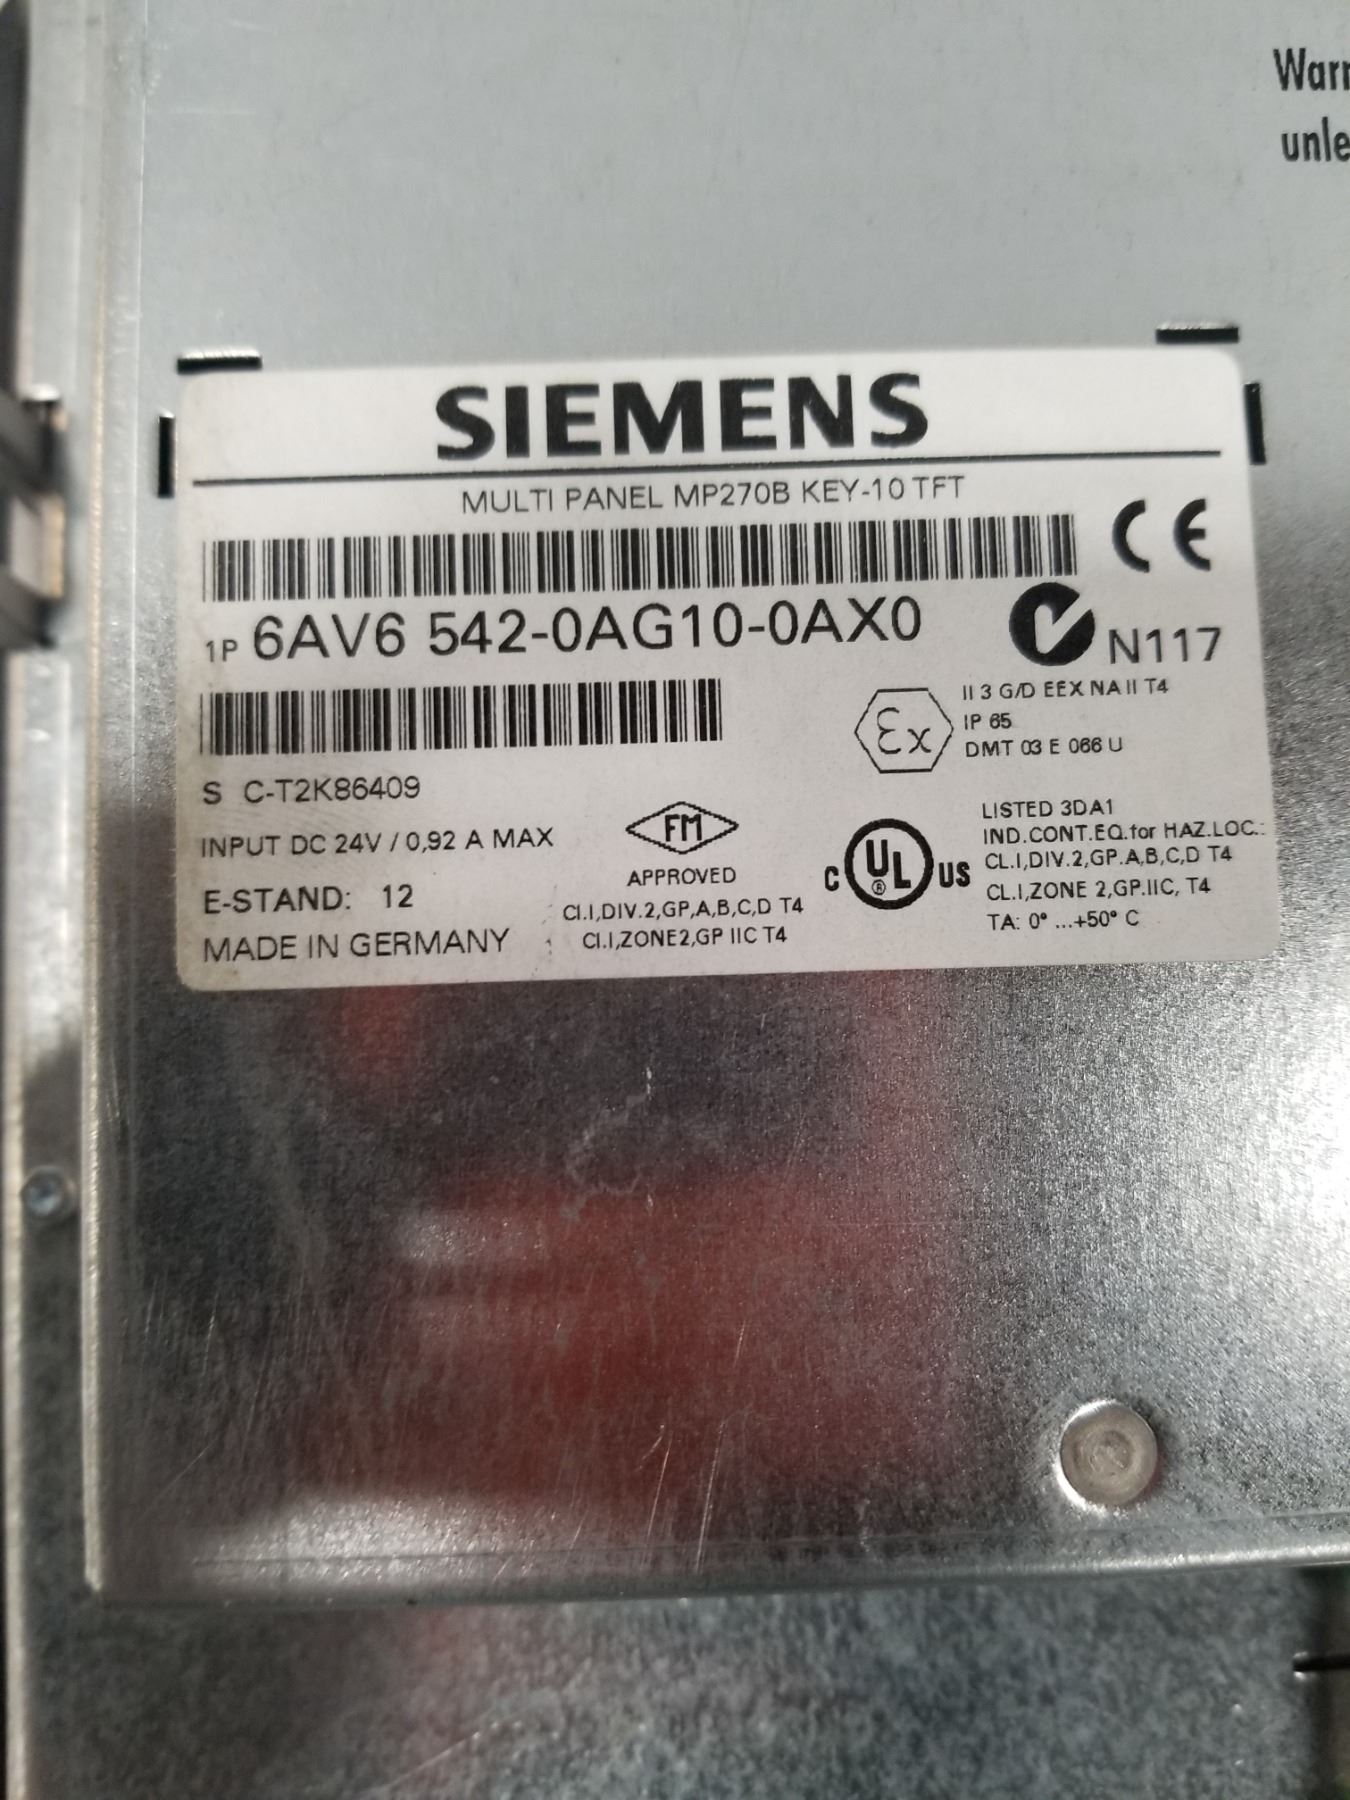 Warn
unle
SIEMENS
MULTI PANEL MP270B KEY-10 TFT
CE
1P 6AV6 542-0AG10-0AX0
N117
Ex
II 3 G/D EEX NA II T4
IP 65
DMT 03 E 066 U
S C-T2K86409
INPUT DC 24V / 0,92 A MAX
E-STAND: 12
MADE IN GERMANY
FM
APPROVED
Cl.I,DIV.2,GP,A,B,C,D T4
Cl.I,ZONE2,GP IIC T4
C UL ® US
LISTED 3DA1
IND.CONT.EQ.for HAZ.LOC.:
CL.I,DIV.2,GP.A,B,C,D T4
CL.I,ZONE 2,GP.IIC, T4
TA: 0° ...+50° C